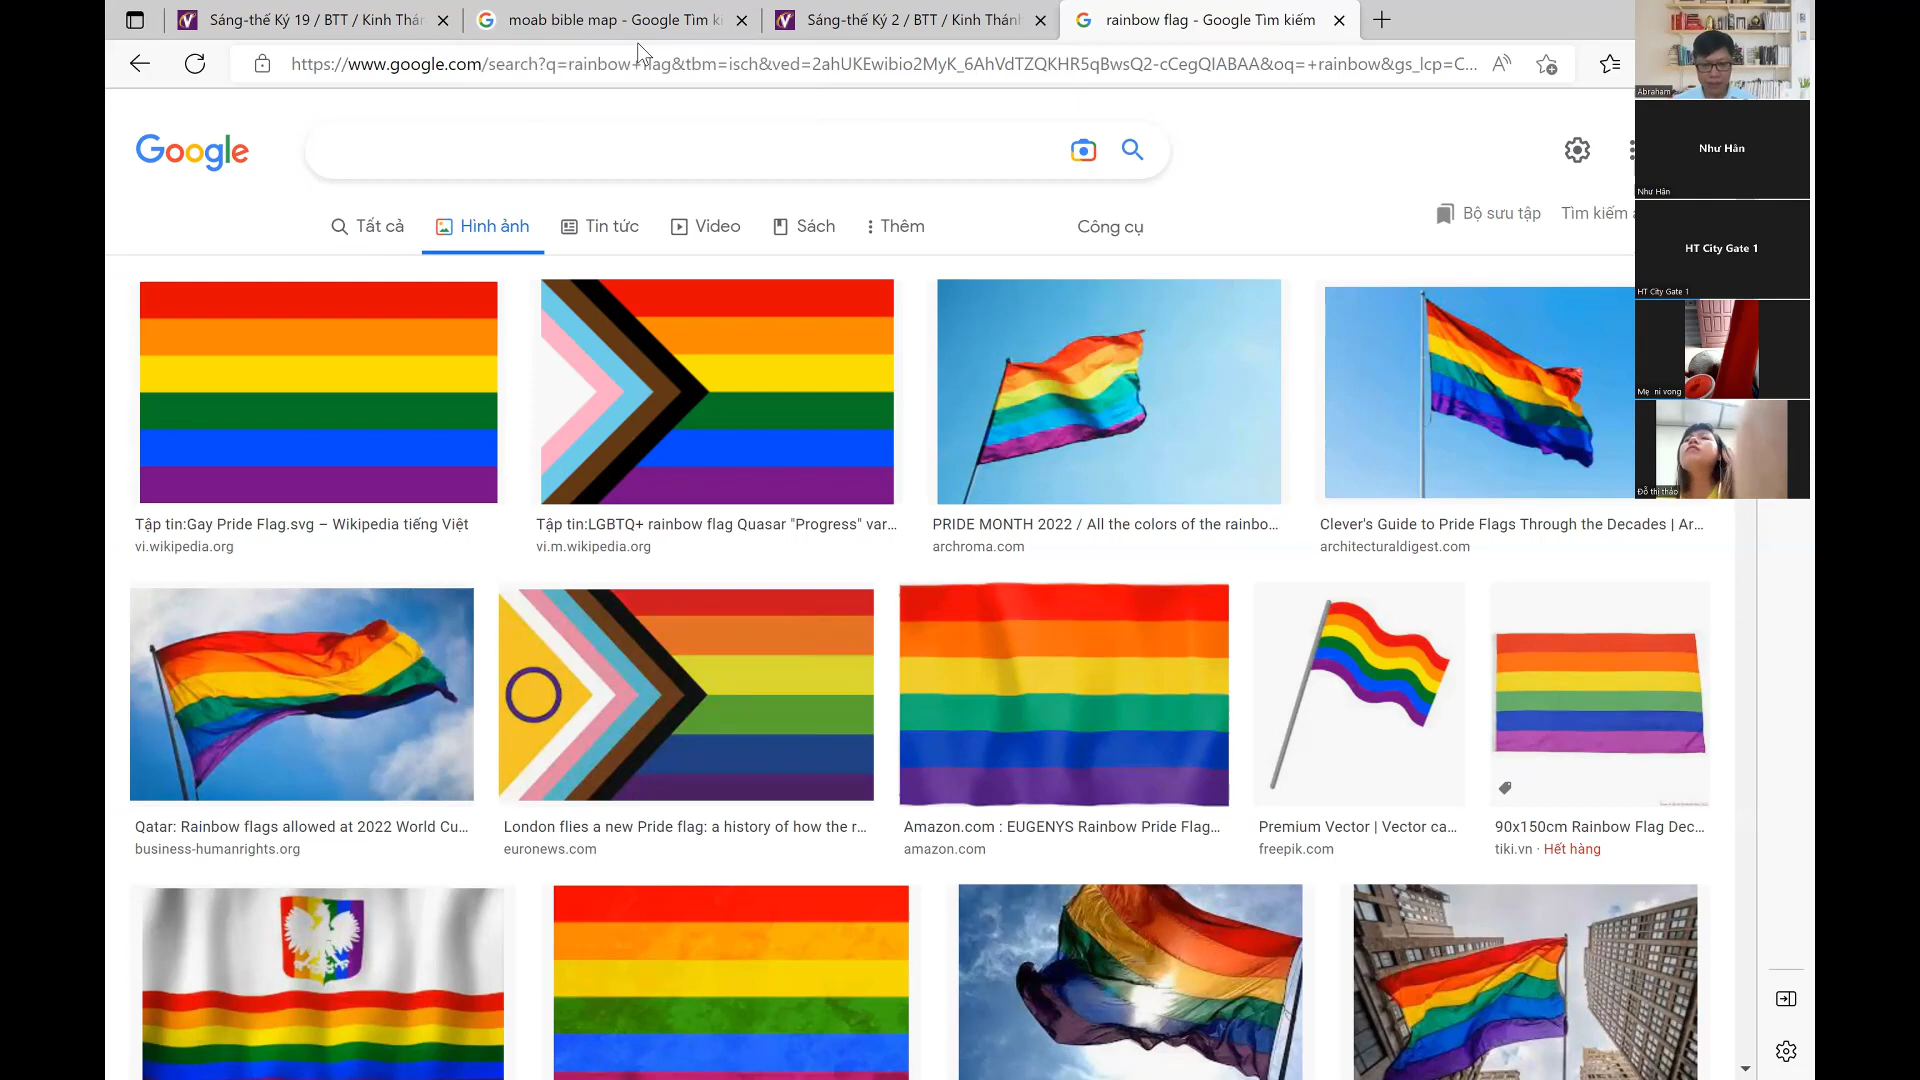 Sáng-thế Ký 19 / BTT / Kinh Thán
moab bible map - Google Tìm ki
Sáng-thế Ký 2 / BTT / Kinh Thánh
rainbow flag - Google Tìm kiếm
https://www.google.com/search?q=rainbow+flag&tbm=isch&ved=2ahUKEwibio2MyK_6AhVdTZQKHR5qBwsQ2-cCegQIABAA&oq=+rainbow&gs_lcp=C...
Abraham
Như Hân
Như Hân
HT City Gate 1
HT City Gate 1
Mẹ ni vong
Đỗ thị thảo
Google
Tất cả
Hình ảnh
Tin tức
Video
Sách
Thêm
Công cụ
Bộ sưu tập
Tìm kiếm
Tập tin:Gay Pride Flag.svg – Wikipedia tiếng Việt
vi.wikipedia.org
Tập tin:LGBTQ+ rainbow flag Quasar "Progress" var...
vi.m.wikipedia.org
PRIDE MONTH 2022 / All the colors of the rainbo...
archroma.com
Clever's Guide to Pride Flags Through the Decades | Ar...
architecturaldigest.com
Qatar: Rainbow flags allowed at 2022 World Cu...
business-humanrights.org
London flies a new Pride flag: a history of how the r...
euronews.com
Amazon.com : EUGENYS Rainbow Pride Flag...
amazon.com
Premium Vector | Vector ca...
freepik.com
90x150cm Rainbow Flag Dec...
tiki.vn · Hết hàng